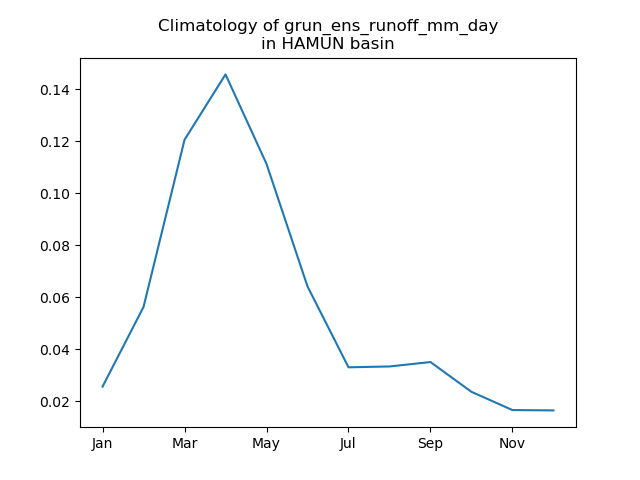 Climatology of grun_ens_runoff_mm_day
in HAMUN basin
0.14
0.12
0.10
0.08
0.06
0.04
0.02
Jan Mar May Jul Sep Nov